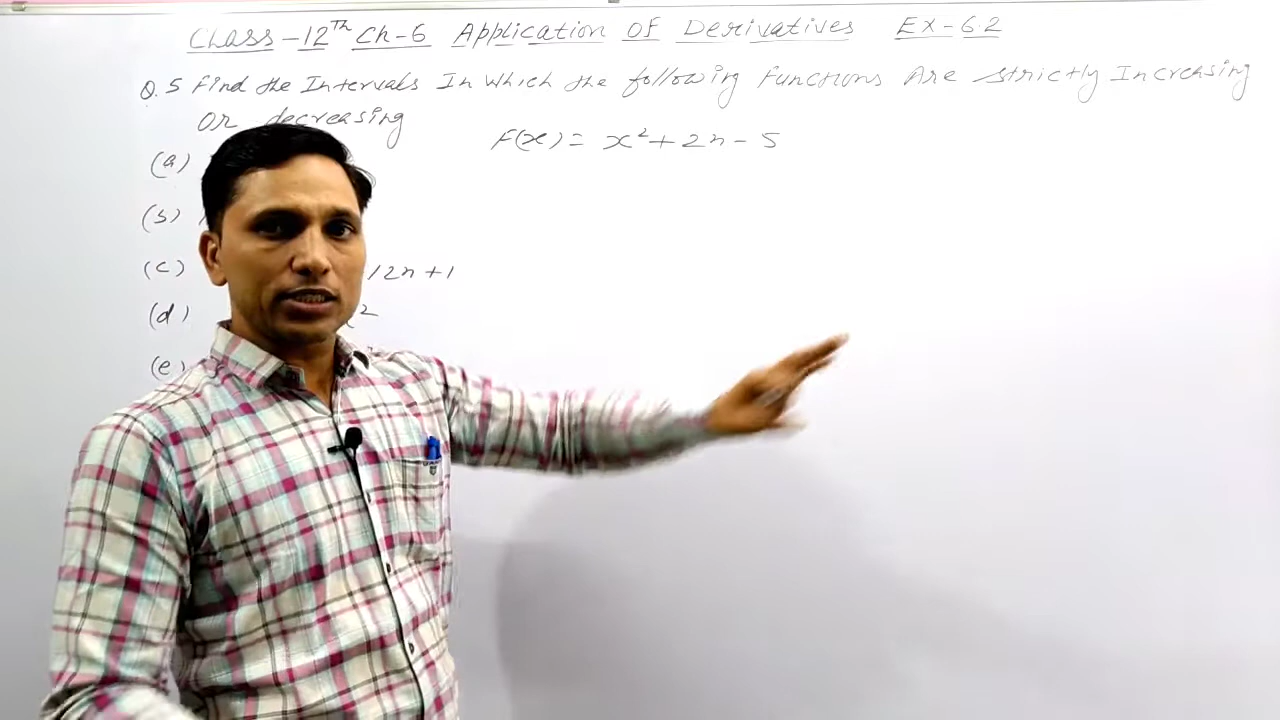 Class-12th Ch-6 Application Of Derivatives Ex-6.2
Q.5 Find the Intervals In Which the following Functions Are Strictly Increasing
Or decreasing
F(x) = x²+2x-5
(a)
(b)
(c) 12x+1
(d) x²
(e)